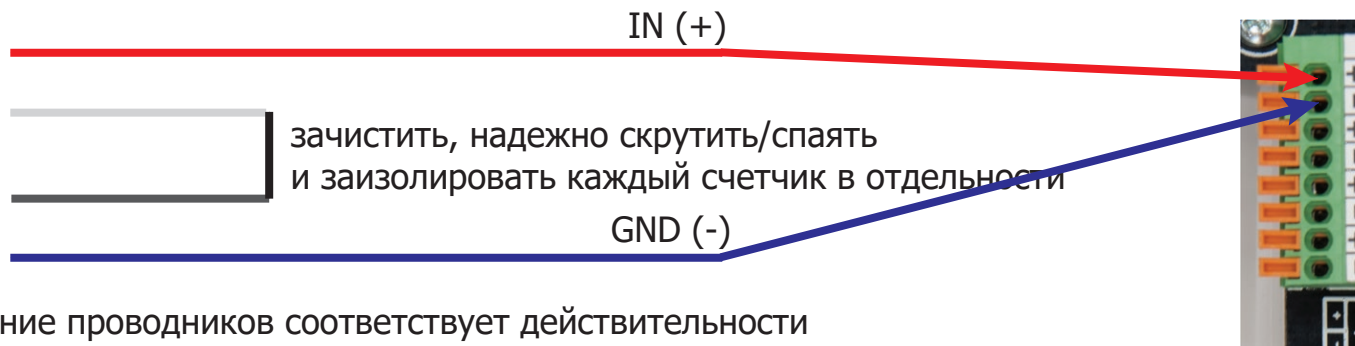 IN (+)
зачистить, надежно скрутить/спаять
и заизолировать каждый счетчик в отдельности
GND (-)
ние проводников соответствует действительности